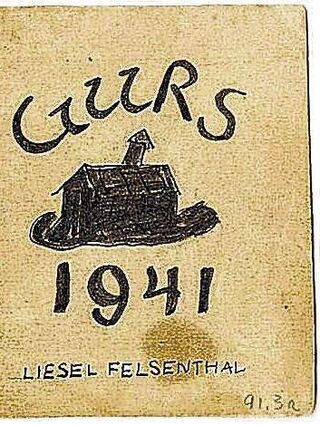 GURS
1941
LIESEL FELSENTHAL
91.3a